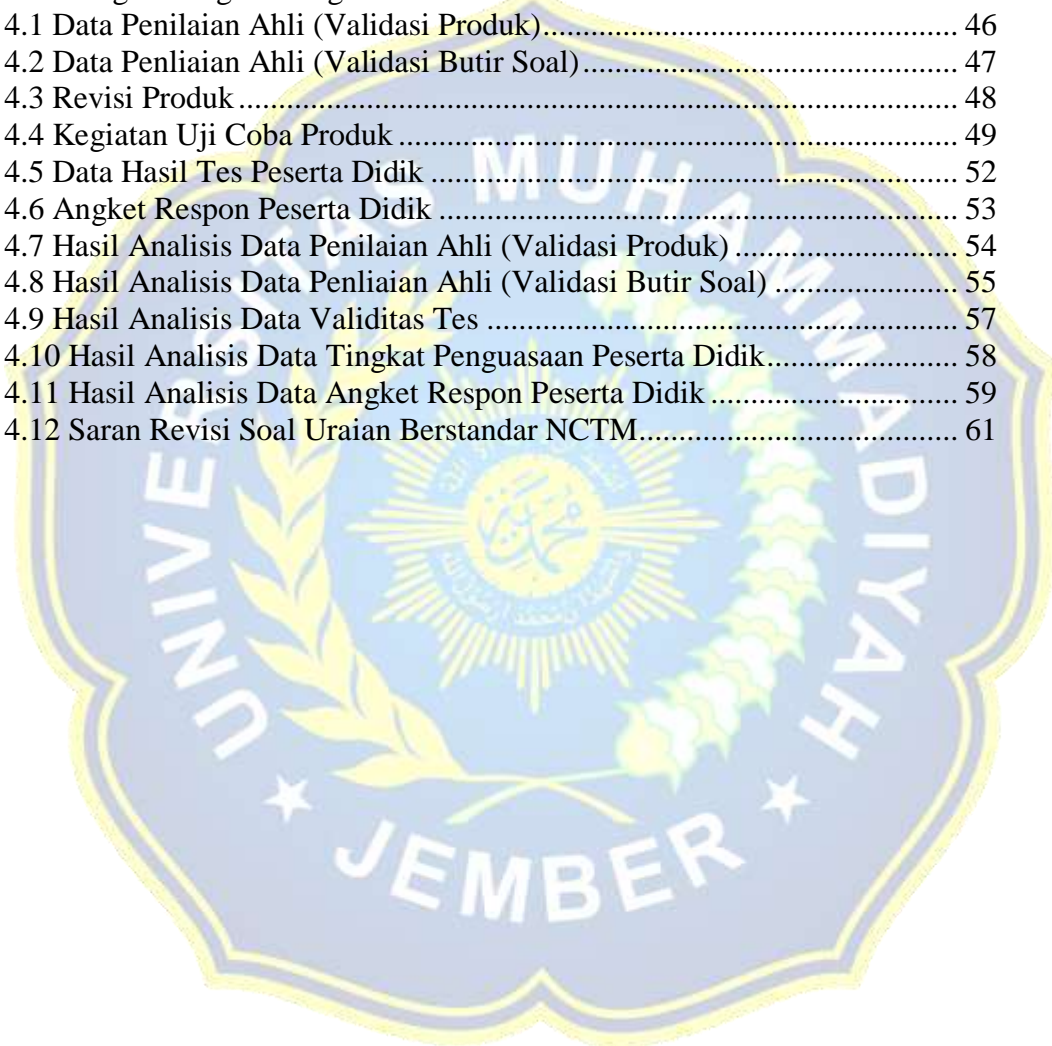 4.1 Data Penilaian Ahli (Validasi Produk)......................................................... 46
4.2 Data Penliaian Ahli (Validasi Butir Soal)..................................................... 47
4.3 Revisi Produk ............................................................................................... 48
4.4 Kegiatan Uji Coba Produk ........................................................................... 49
4.5 Data Hasil Tes Peserta Didik ....................................................................... 52
4.6 Angket Respon Peserta Didik ...................................................................... 53
4.7 Hasil Analisis Data Penilaian Ahli (Validasi Produk) ................................. 54
4.8 Hasil Analisis Data Penliaian Ahli (Validasi Butir Soal) ............................ 55
4.9 Hasil Analisis Data Validitas Tes ................................................................ 57
4.10 Hasil Analisis Data Tingkat Penguasaan Peserta Didik............................. 58
4.11 Hasil Analisis Data Angket Respon Peserta Didik .................................... 59
4.12 Saran Revisi Soal Uraian Berstandar NCTM............................................. 61
UNIVERSITAS MUHAMMADIYAH
JEMBER